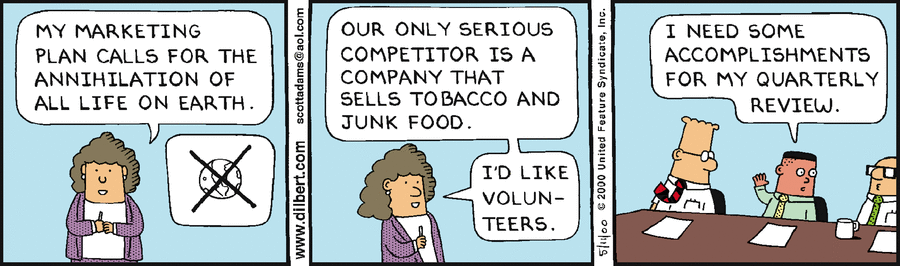 MY MARKETING
PLAN CALLS FOR THE
ANNIHILATION OF
ALL LIFE ON EARTH.
www.dilbert.com scottadams@aol.com
OUR ONLY SERIOUS
COMPETITOR IS A
COMPANY THAT
SELLS TOBACCO AND
JUNK FOOD.
I'D LIKE
VOLUN-
TEERS.
5/11/00 © 2000 United Feature Syndicate, Inc.
I NEED SOME
ACCOMPLISHMENTS
FOR MY QUARTERLY
REVIEW.